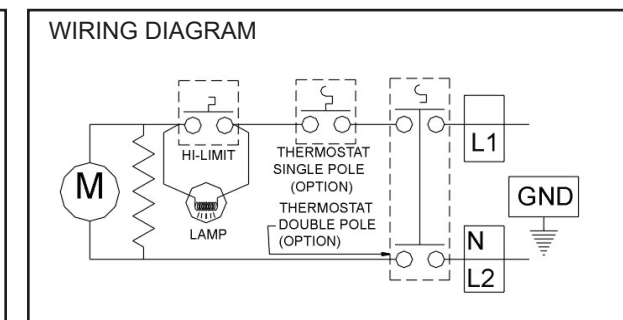 WIRING DIAGRAM
HI-LIMIT
LAMP
M
THERMOSTAT
SINGLE POLE
(OPTION)
THERMOSTAT
DOUBLE POLE
(OPTION)
L1
GND
N
L2